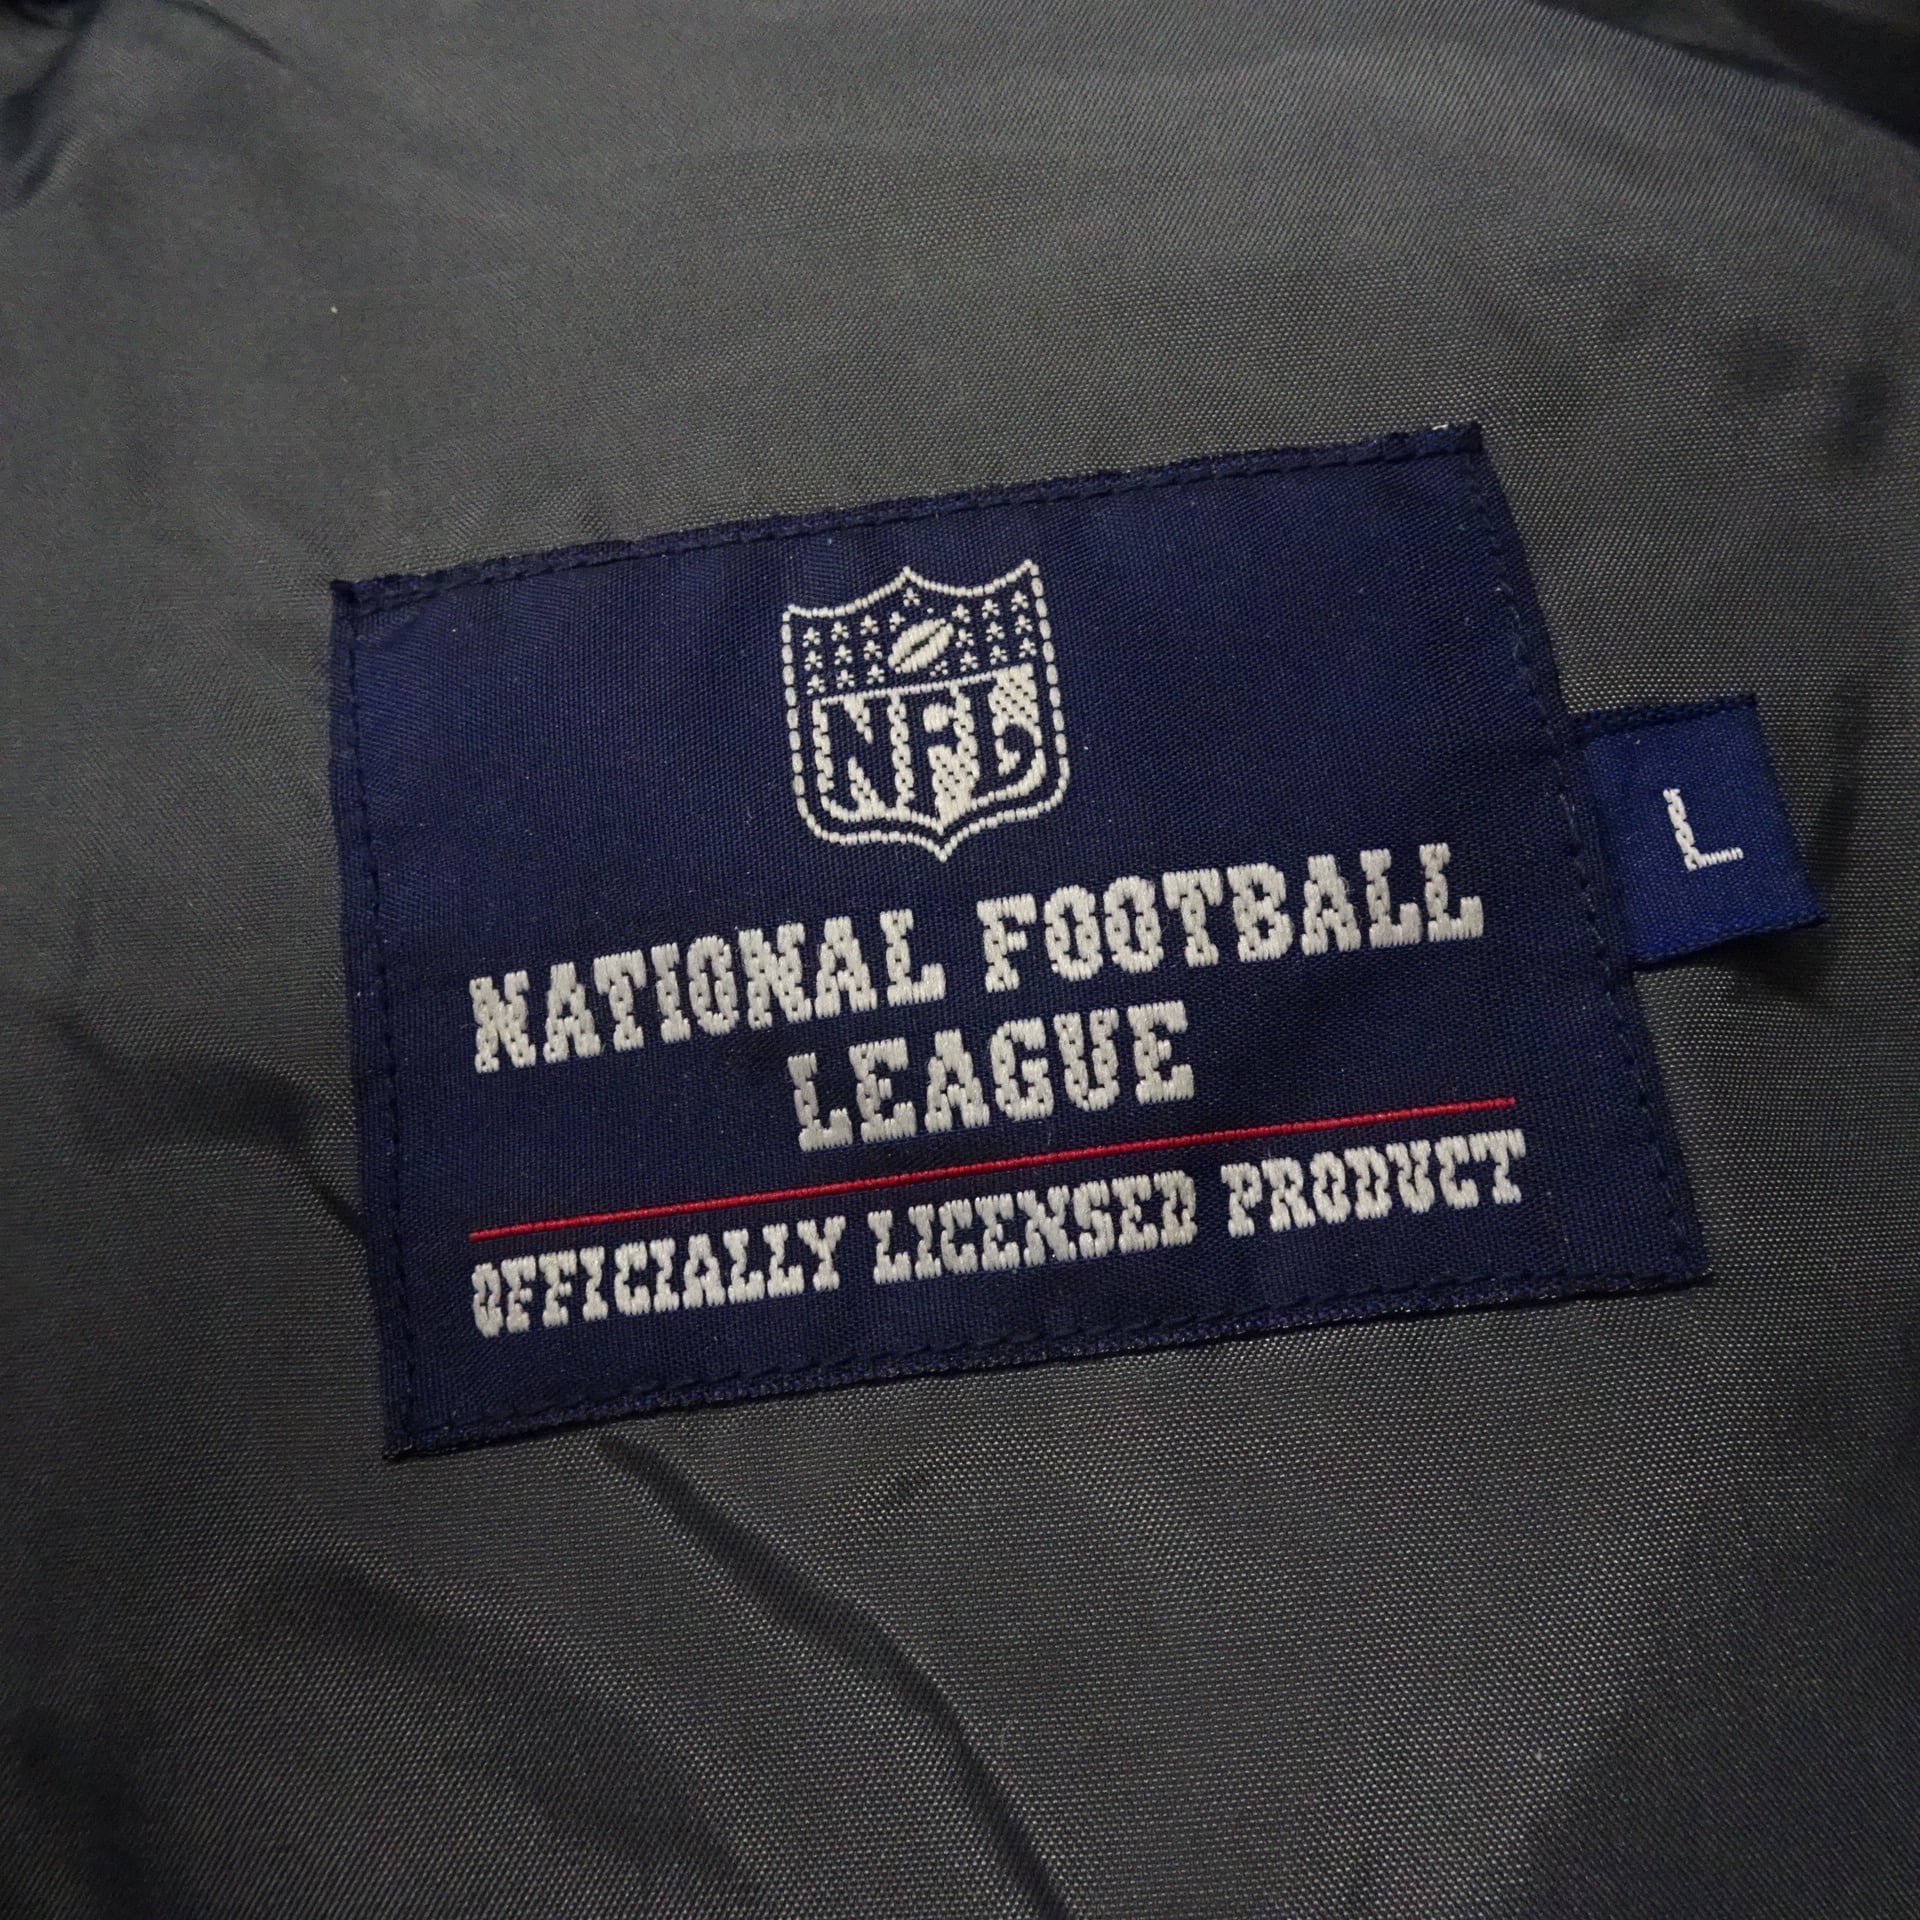 NFL
NATIONAL FOOTBALL
LEAGUE
OFFICIALLY LICENSED PRODUCT
L